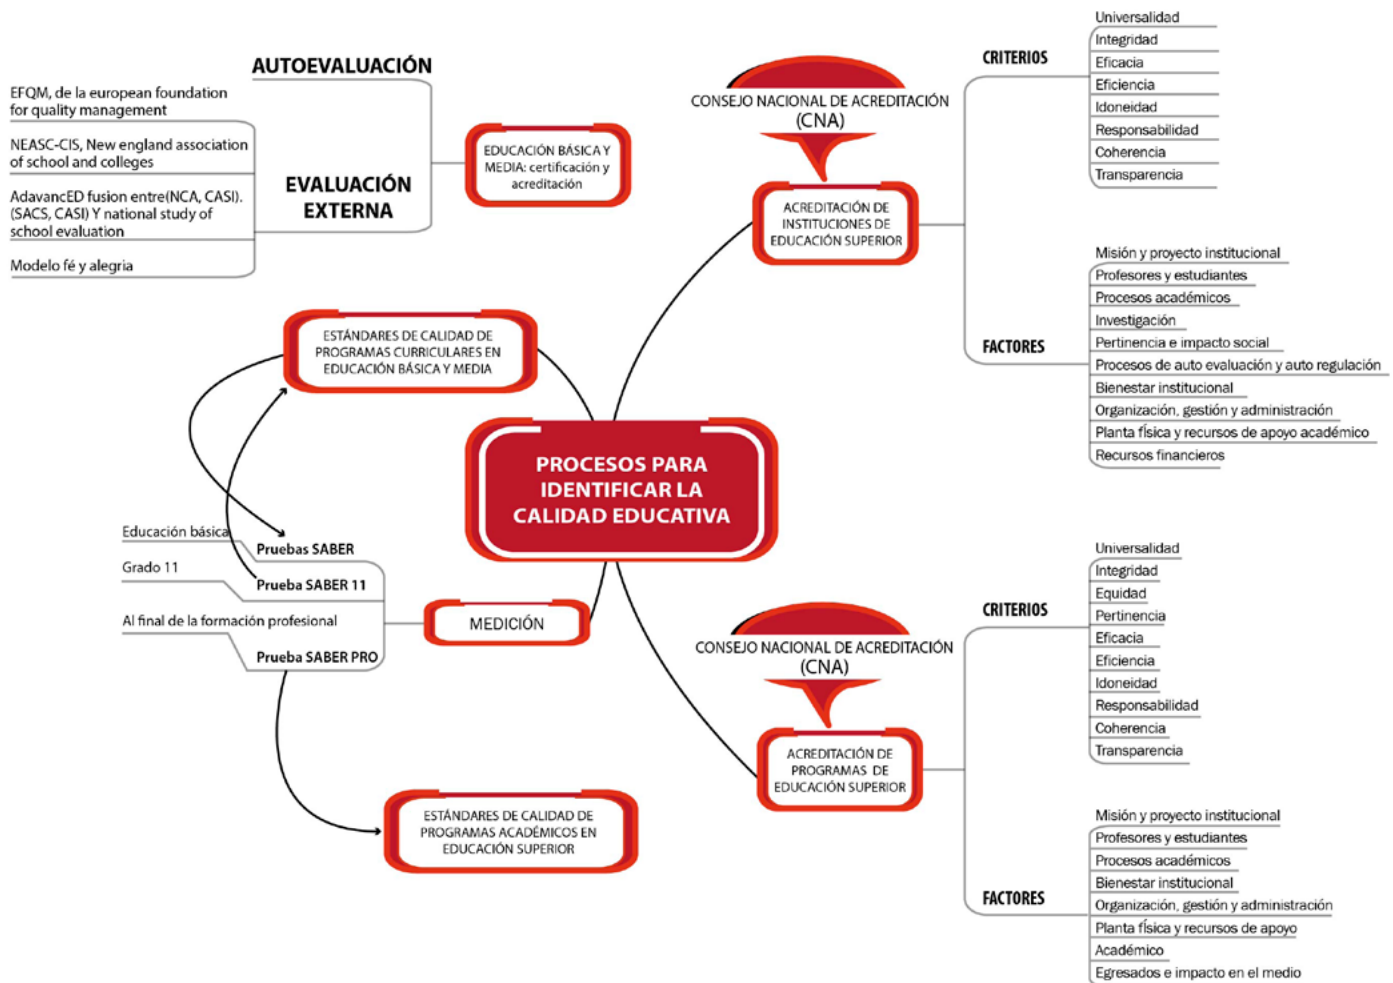 AUTOEVALUACIÓN
EFQM, de la european foundation
for quality management
NEASC-CIS, New england association
of school and colleges
AdavancED fusion entre(NCA, CASI).
(SACS, CASI) Y national study of
school evaluation
Modelo fé y alegria
EVALUACIÓN
EXTERNA
EDUCACIÓN BÁSICA Y
MEDIA: certificación y
acreditación
ESTÁNDARES DE CALIDAD DE
PROGRAMAS CURRICULARES EN
EDUCACIÓN BÁSICA Y MEDIA
PROCESOS PARA
IDENTIFICAR LA
CALIDAD EDUCATIVA
Educación básica
Pruebas SABER
Grado 11
Prueba SABER 11
Al final de la formación profesional
Prueba SABER PRO
MEDICIÓN
ESTÁNDARES DE CALIDAD DE
PROGRAMAS ACADÉMICOS EN
EDUCACIÓN SUPERIOR
CONSEJO NACIONAL DE ACREDITACIÓN
(CNA)
ACREDITACIÓN DE
INSTITUCIONES DE
EDUCACIÓN SUPERIOR
CRITERIOS
Universalidad
Integridad
Eficacia
Eficiencia
Idoneidad
Responsabilidad
Coherencia
Transparencia
FACTORES
Misión y proyecto institucional
Profesores y estudiantes
Procesos académicos
Investigación
Pertinencia e impacto social
Procesos de auto evaluación y auto regulación
Bienestar institucional
Organización, gestión y administración
Planta física y recursos de apoyo académico
Recursos financieros
CONSEJO NACIONAL DE ACREDITACIÓN
(CNA)
ACREDITACIÓN DE
PROGRAMAS DE
EDUCACIÓN SUPERIOR
CRITERIOS
Universalidad
Integridad
Equidad
Pertinencia
Eficacia
Eficiencia
Idoneidad
Responsabilidad
Coherencia
Transparencia
FACTORES
Misión y proyecto institucional
Profesores y estudiantes
Procesos académicos
Bienestar institucional
Organización, gestión y administración
Planta física y recursos de apoyo
Académico
Egresados e impacto en el medio